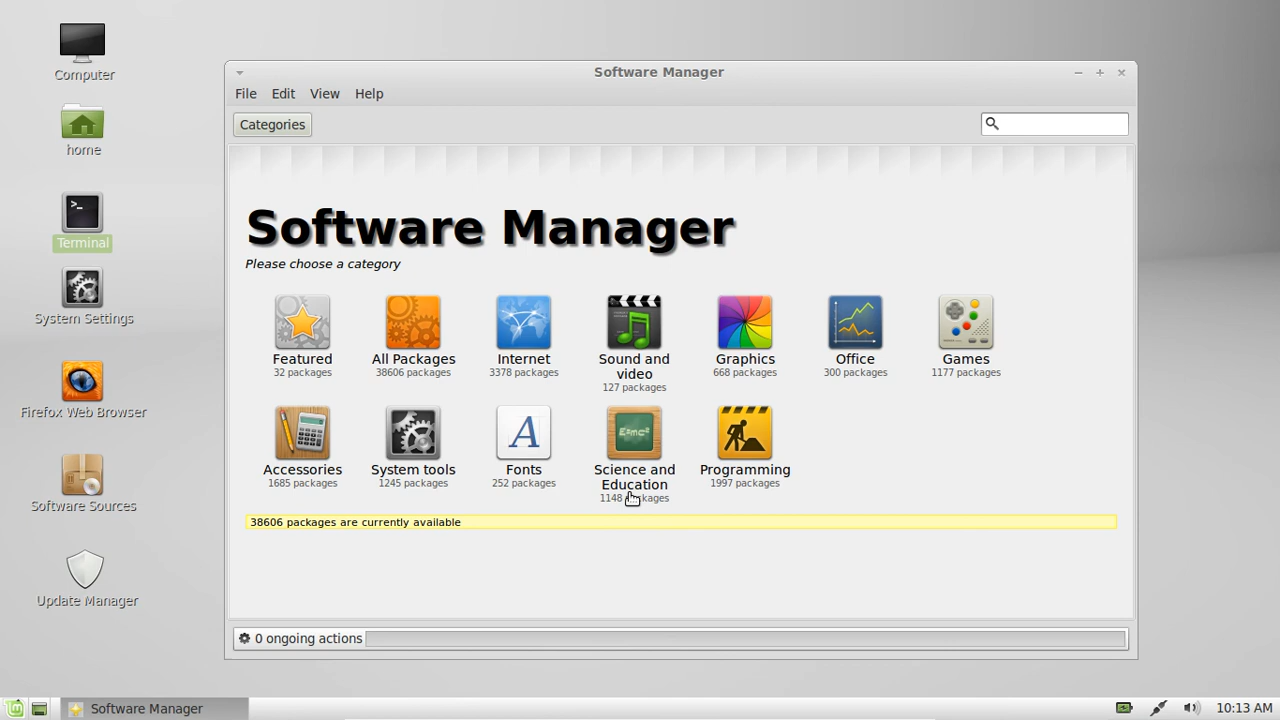 Computer
home
Terminal
System Settings
Firefox Web Browser
Software Sources
Update Manager
Software Manager
File Edit View Help
Categories
Software Manager
Please choose a category
Featured
32 packages
All Packages
38606 packages
Internet
3378 packages
Sound and
video
127 packages
Graphics
668 packages
Office
300 packages
Games
1177 packages
Accessories
1685 packages
System tools
1245 packages
A
Fonts
252 packages
E=mc²
Science and
Education
1148 packages
Programming
1997 packages
38606 packages are currently available
0 ongoing actions
Software Manager
10:13 AM